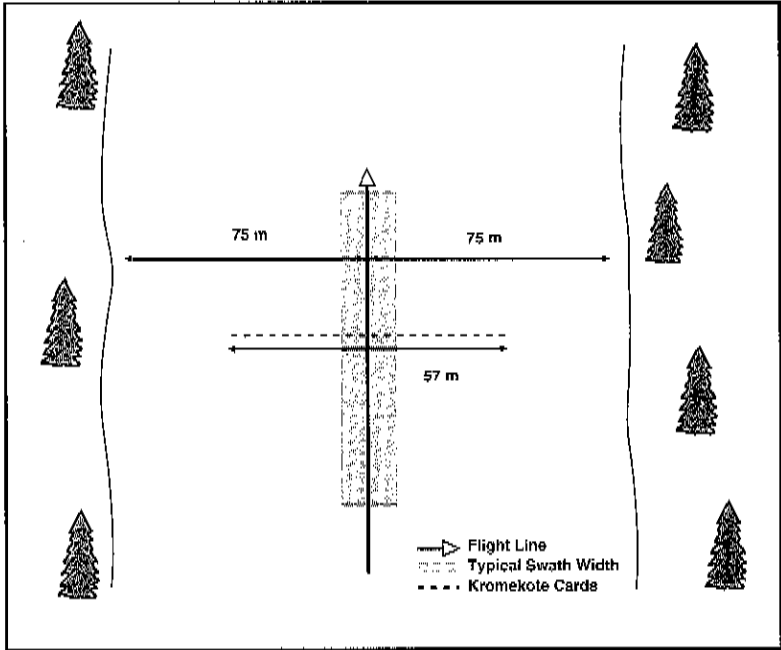 75 m
75 m
57 m
Flight Line
Typical Swath Width
Kromekote Cards